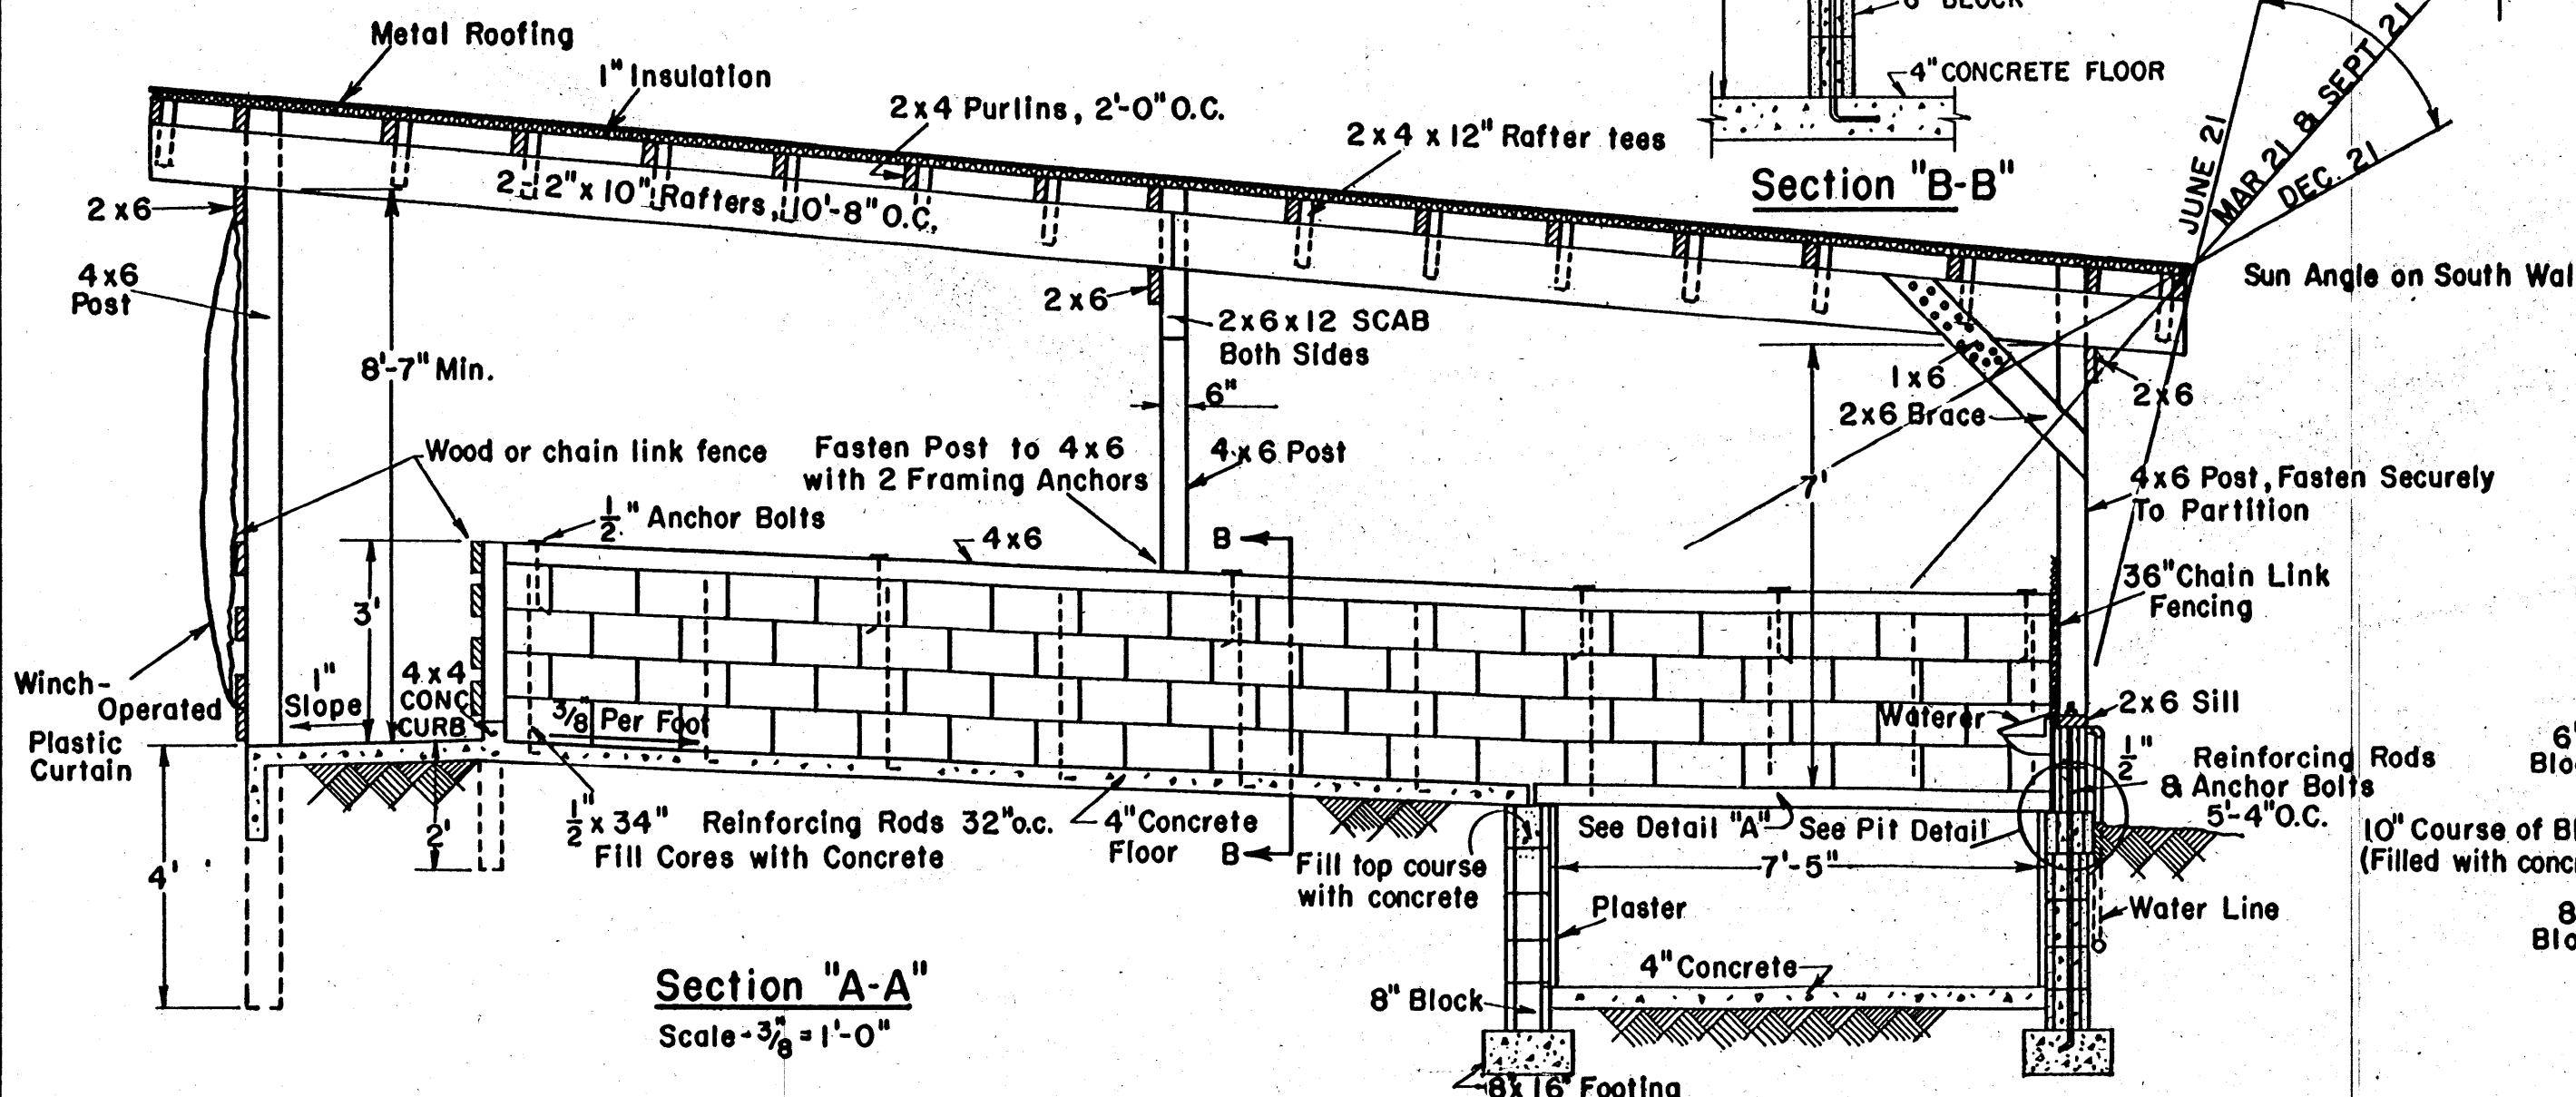 Metal Roofing
1" Insulation
2x4 Purlins, 2'-0" O.C.
2x4x12" Rafter tees
2-2"x10" Rafters, 10'-8" O.C.
2x6
4x6
Post
8'-7" Min.
2x6
2x6x12 SCAB
Both Sides
6"
BLOCK
4" CONCRETE FLOOR
Section "B-B"
JUNE 21
MAR 21 & SEPT 21
DEC. 21
Sun Angle on South Wal
1x6
2x6 Brace
2x6
7'
Wood or chain link fence
Fasten Post to 4x6
with 2 Framing Anchors
4x6 Post
4x6 Post, Fasten Securely
To Partition
1/2" Anchor Bolts
4x6
B
36" Chain Link
Fencing
3'
Winch-
Operated
Plastic
Curtain
1"
Slope
4x4
CONC
CURB
3/8" Per Foot
Waterer
2x6 Sill
1/2" Reinforcing Rods
& Anchor Bolts
5'-4" O.C.
6"
Bloc
4'
2'
1/2" x 34" Reinforcing Rods 32" o.c.
Fill Cores with Concrete
4" Concrete
Floor
B
Fill top course
with concrete
See Detail "A"
See Pit Detail
7'-5"
10" Course of Bl
(Filled with conc
Plaster
Water Line
8
Blo
4" Concrete
8" Block
Section "A-A"
Scale - 3/8" = 1'-0"
8"x16" Footing